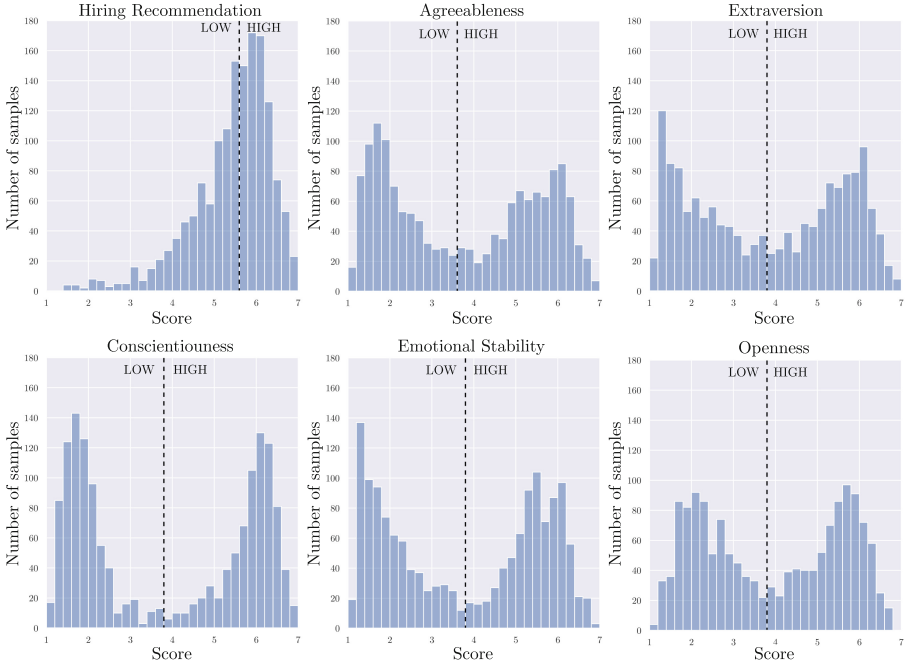 Hiring Recommendation
LOW HIGH
180
160
140
120
100
80
60
40
20
0
Number of samples
1 2 3 4 5 6 7
Score
Agreeableness
LOW HIGH
180
160
140
120
100
80
60
40
20
0
Number of samples
1 2 3 4 5 6 7
Score
Extraversion
LOW HIGH
180
160
140
120
100
80
60
40
20
0
Number of samples
1 2 3 4 5 6 7
Score
Conscientiouness
LOW HIGH
180
160
140
120
100
80
60
40
20
0
Number of samples
1 2 3 4 5 6 7
Score
Emotional Stability
LOW HIGH
180
160
140
120
100
80
60
40
20
0
Number of samples
1 2 3 4 5 6 7
Score
Openness
LOW HIGH
180
160
140
120
100
80
60
40
20
0
Number of samples
1 2 3 4 5 6 7
Score